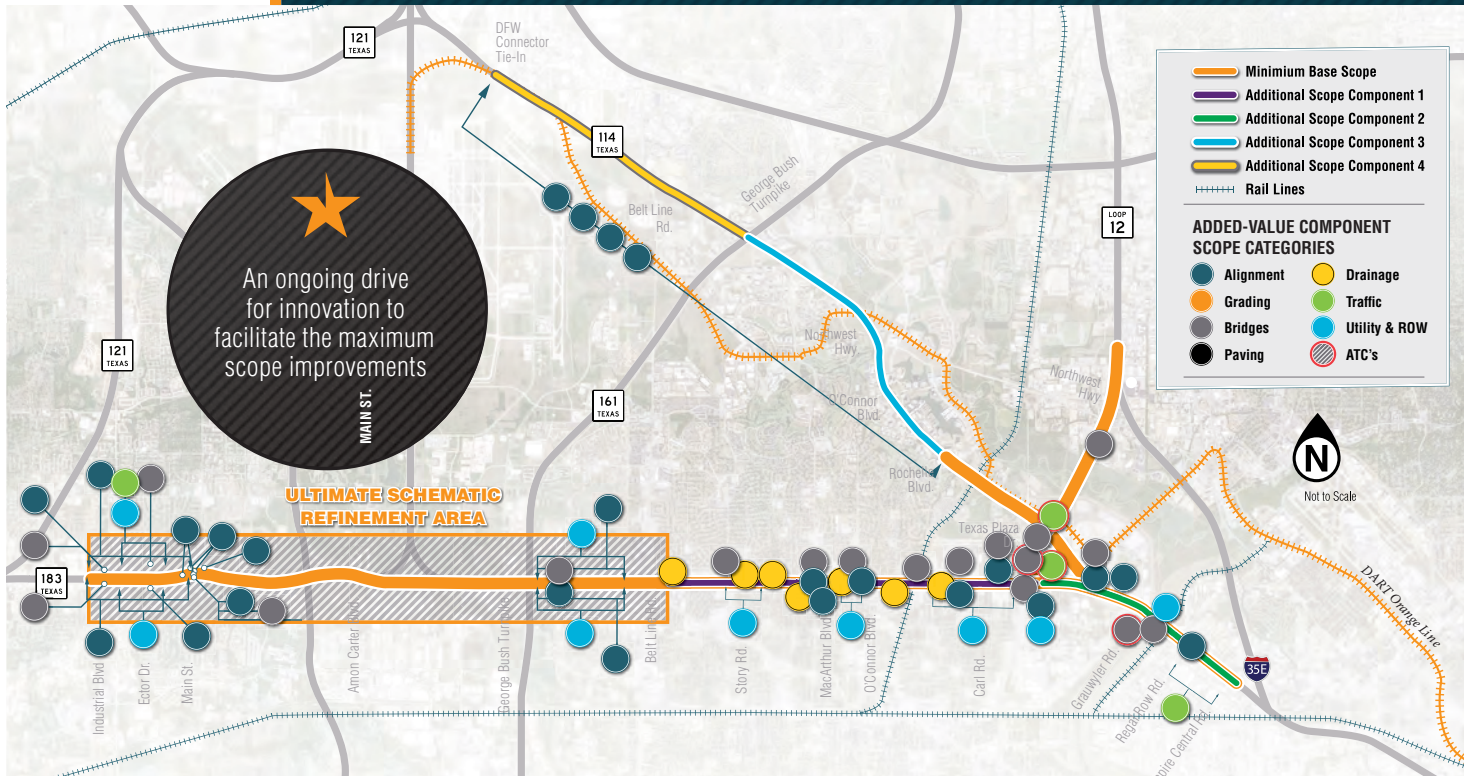 121
TEXAS
DFW
Connector
Tie-In
114
TEXAS
George Bush
Turnpike
Belt Line
Rd.
LOOP
12
Minimum Base Scope
Additional Scope Component 1
Additional Scope Component 2
Additional Scope Component 3
Additional Scope Component 4
Rail Lines
ADDED-VALUE COMPONENT
SCOPE CATEGORIES
Alignment
Grading
Bridges
Paving
Drainage
Traffic
Utility & ROW
ATC's
N
Not to Scale
An ongoing drive
for innovation to
facilitate the maximum
scope improvements
MAIN ST.
121
TEXAS
161
TEXAS
Northwest
Hwy.
O'Connor
Blvd.
Northwest
Hwy.
Rochelle
Blvd.
Texas Plaza
ULTIMATE SCHEMATIC
REFINEMENT AREA
183
TEXAS
Industrial Blvd
Ector Dr.
Main St.
Amon Carter Blvd
George Bush Turnpike
Belt Line
Story Rd.
MacArthur Blvd
O'Connor Blvd.
Carl Rd.
Grauwyler Rd.
Regal Row Rd.
pire Central Rd
35E
DART Orange Line